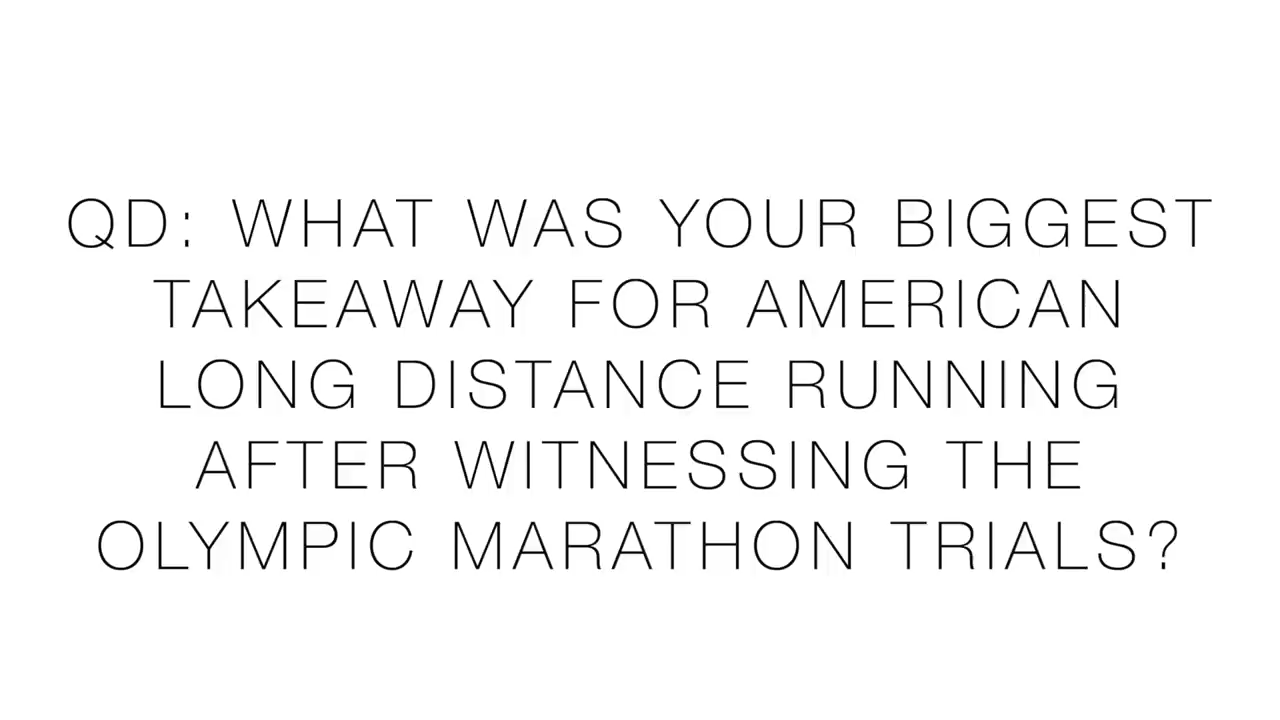 QD: WHAT WAS YOUR BIGGEST
TAKEAWAY FOR AMERICAN
LONG DISTANCE RUNNING
AFTER WITNESSING THE
OLYMPIC MARATHON TRIALS?